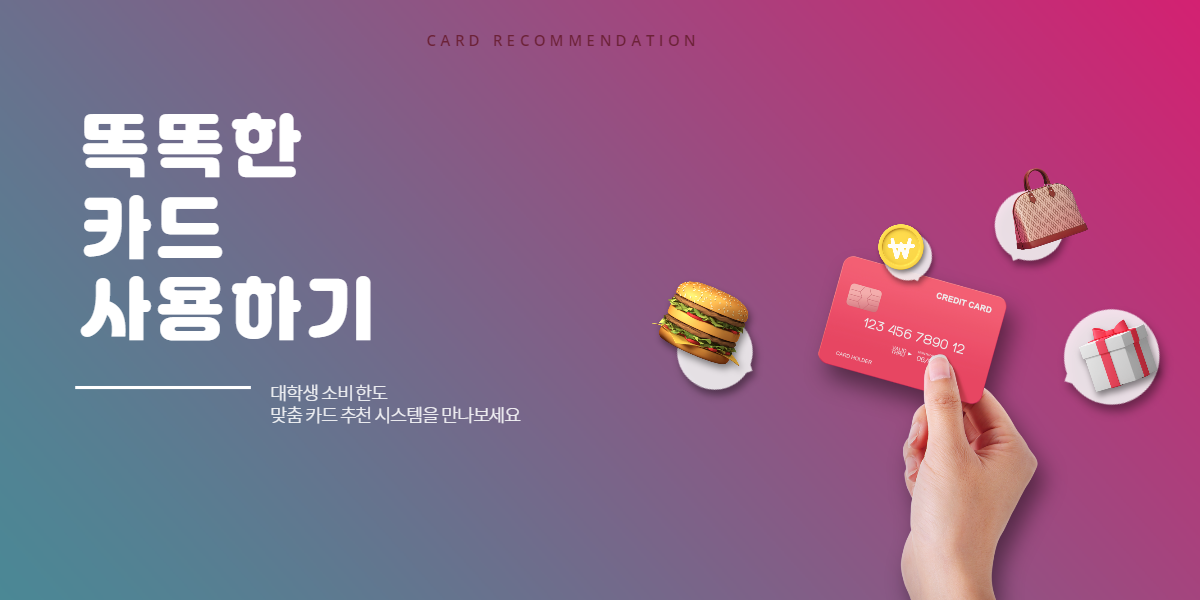 CARD RECOMMENDATION
똑똑한
카드
사용하기
대학생 소비 한도
맞춤 카드 추천 시스템을 만나보세요
₩
CREDIT CARD
123 456 7890 12
CARD HOLDER